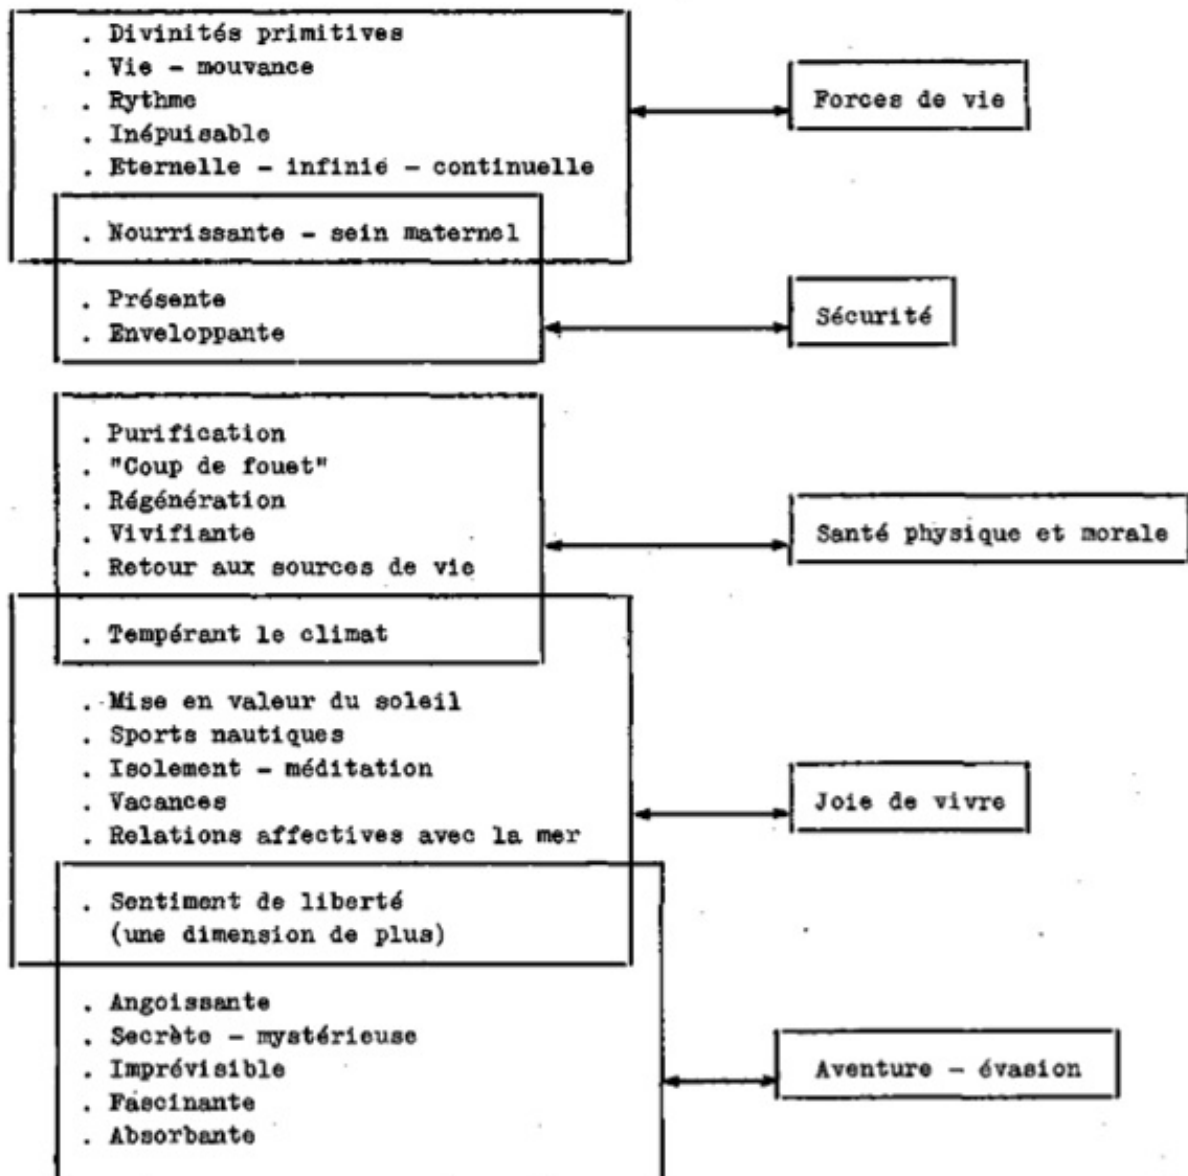 . Divinités primitives
. Vie - mouvance
. Rythme
Forces de vie
. Inépuisable
. Eternelle - infinie - continuelle
. Nourrissante - sein maternel
. Présente
Sécurité
. Enveloppante
. Purification
. "Coup de fouet"
. Régénération
. Vivifiante
Santé physique et morale
. Retour aux sources de vie
. Tempérant le climat
. Mise en valeur du soleil
. Sports nautiques
. Isolement - méditation
. Vacances
Joie de vivre
. Relations affectives avec la mer
. Sentiment de liberté
(une dimension de plus)
. Angoissante
. Secrète - mystérieuse
. Imprévisible
Aventure - évasion
. Fascinante
. Absorbante